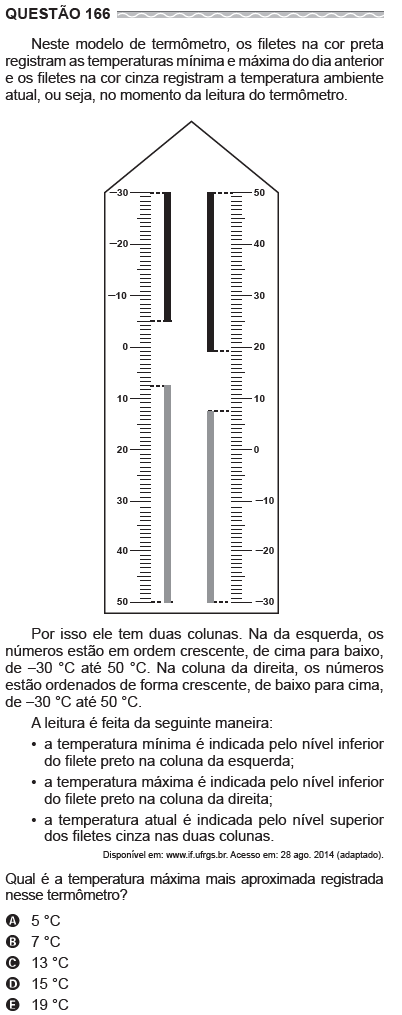 QUESTÃO 166
Neste modelo de termômetro, os filetes na cor preta
registram as temperaturas mínima e máxima do dia anterior
e os filetes na cor cinza registram a temperatura ambiente
atual, ou seja, no momento da leitura do termômetro.
–30 50
–20 40
–10 30
0 20
10 10
20 0
30 –10
40 –20
50 –30
Por isso ele tem duas colunas. Na da esquerda, os
números estão em ordem crescente, de cima para baixo,
de –30 °C até 50 °C. Na coluna da direita, os números
estão ordenados de forma crescente, de baixo para cima,
de –30 °C até 50 °C.
A leitura é feita da seguinte maneira:
• a temperatura mínima é indicada pelo nível inferior
do filete preto na coluna da esquerda;
• a temperatura máxima é indicada pelo nível inferior
do filete preto na coluna da direita;
• a temperatura atual é indicada pelo nível superior
dos filetes cinza nas duas colunas.
Disponível em: www.if.ufrgs.br. Acesso em: 28 ago. 2014 (adaptado).
Qual é a temperatura máxima mais aproximada registrada
nesse termômetro?
A 5 °C
B 7 °C
C 13 °C
D 15 °C
E 19 °C